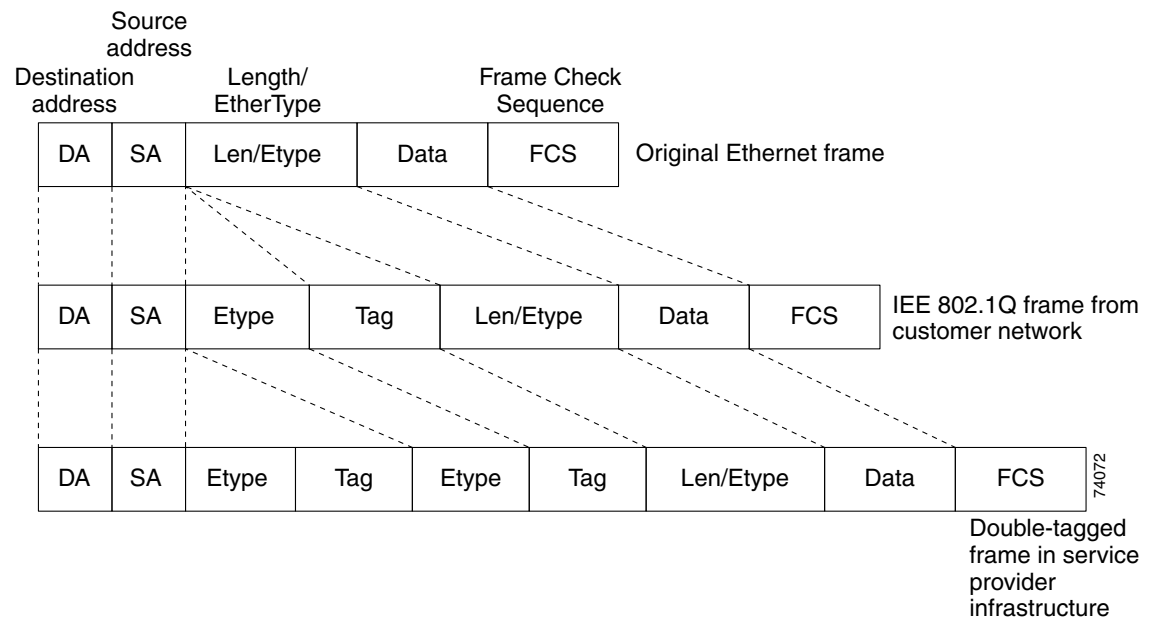 Source
address
Destination
address
Length/
EtherType
Frame Check
Sequence
DA SA Len/Etype Data FCS Original Ethernet frame
DA SA Etype Tag Len/Etype Data FCS
IEE 802.1Q frame from
customer network
DA SA Etype Tag Etype Tag Len/Etype Data FCS
74072
Double-tagged
frame in service
provider
infrastructure